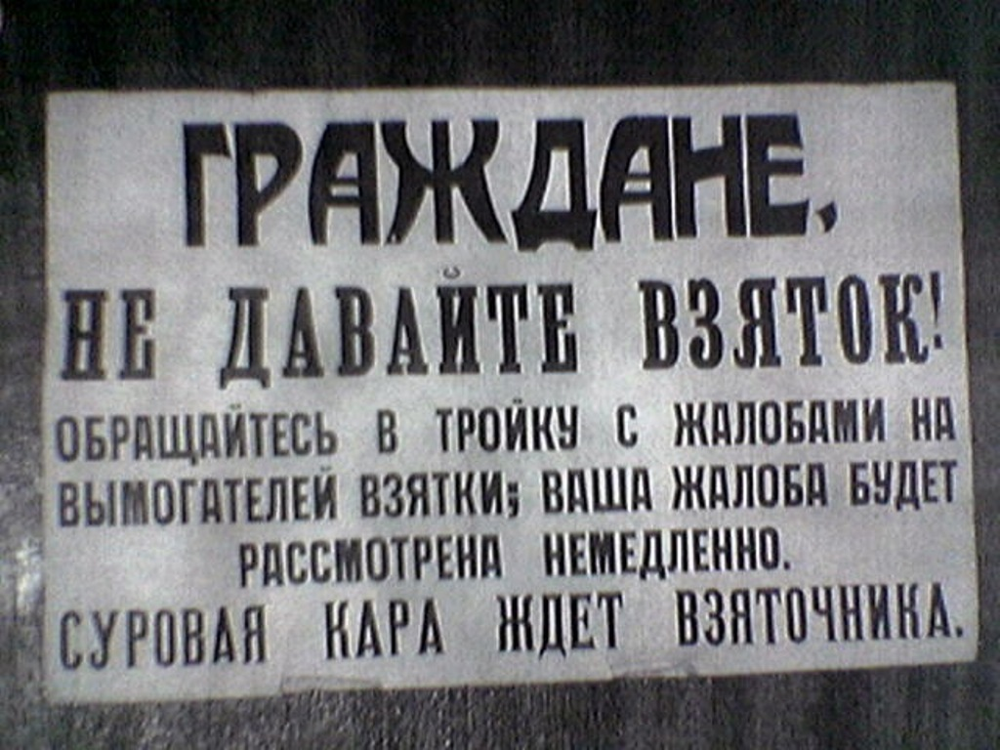 ГРАЖДАНЕ,
НЕ ДАВАЙТЕ ВЗЯТОК!
ОБРАЩАЙТЕСЬ В ТРОЙКУ С ЖАЛОБАМИ НА
ВЫМОГАТЕЛЕЙ ВЗЯТКИ; ВАША ЖАЛОБА БУДЕТ
РАССМОТРЕНА НЕМЕДЛЕННО.
СУРОВАЯ КАРА ЖДЕТ ВЗЯТОЧНИКА.